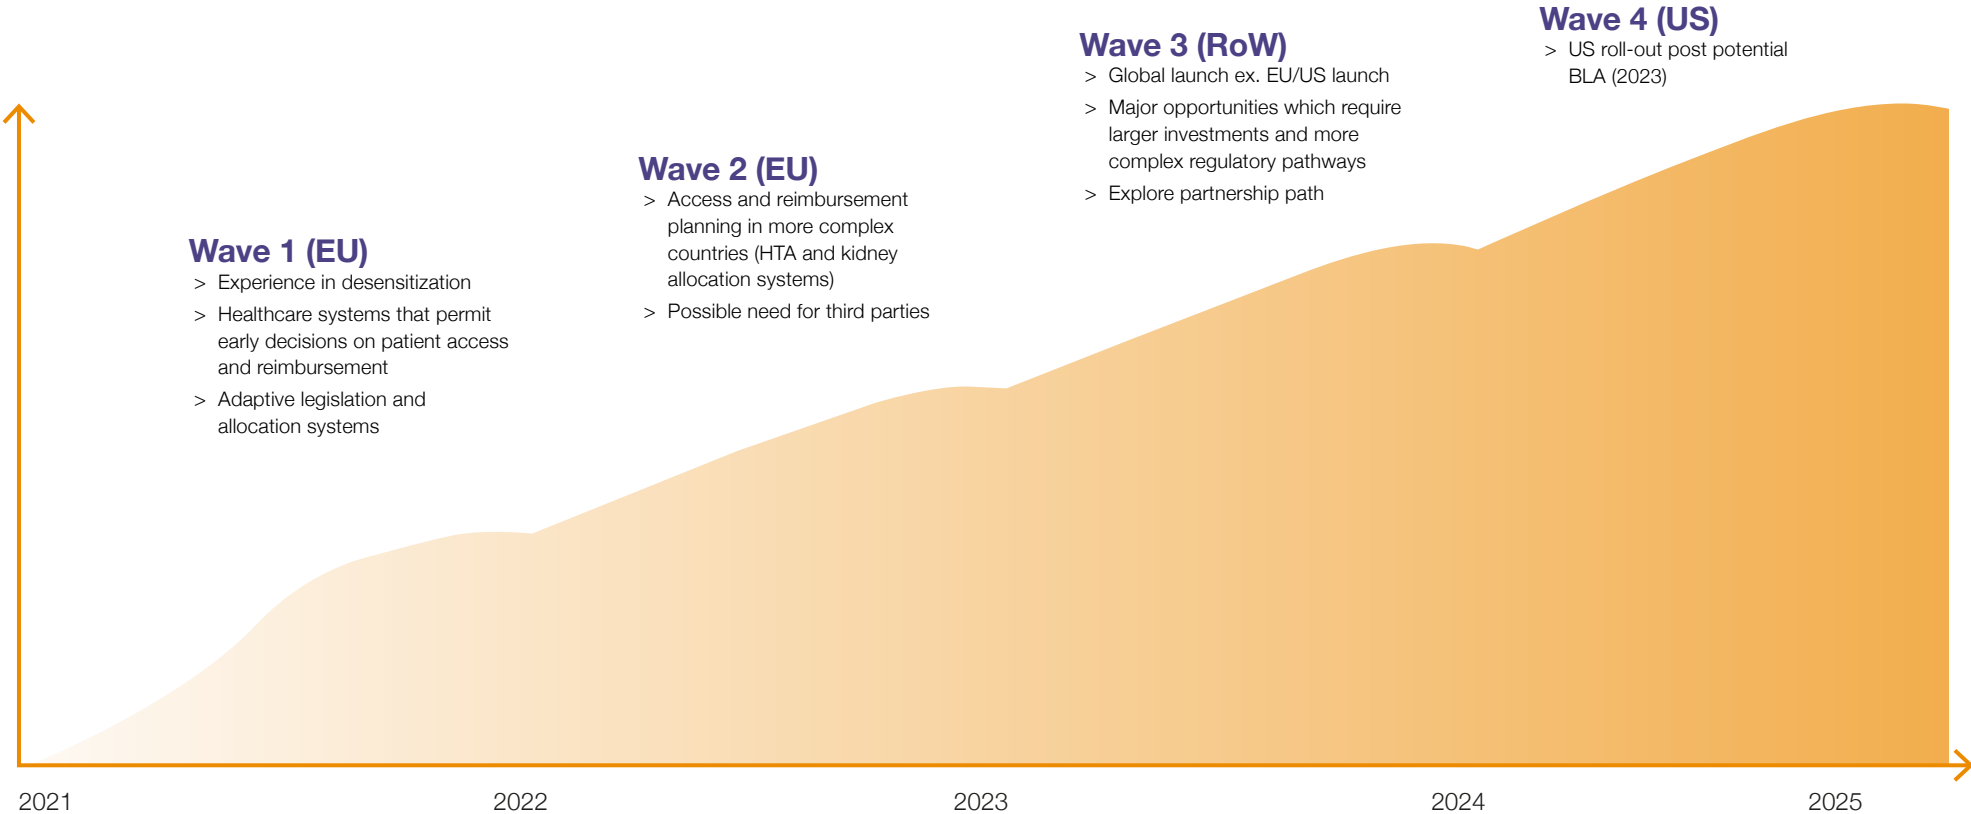 Wave 1 (EU)
> Experience in desensitization
> Healthcare systems that permit
early decisions on patient access
and reimbursement
> Adaptive legislation and
allocation systems
Wave 2 (EU)
> Access and reimbursement
planning in more complex
countries (HTA and kidney
allocation systems)
> Possible need for third parties
Wave 3 (RoW)
> Global launch ex. EU/US launch
> Major opportunities which require
larger investments and more
complex regulatory pathways
> Explore partnership path
Wave 4 (US)
> US roll-out post potential
BLA (2023)
2021
2022
2023
2024
2025